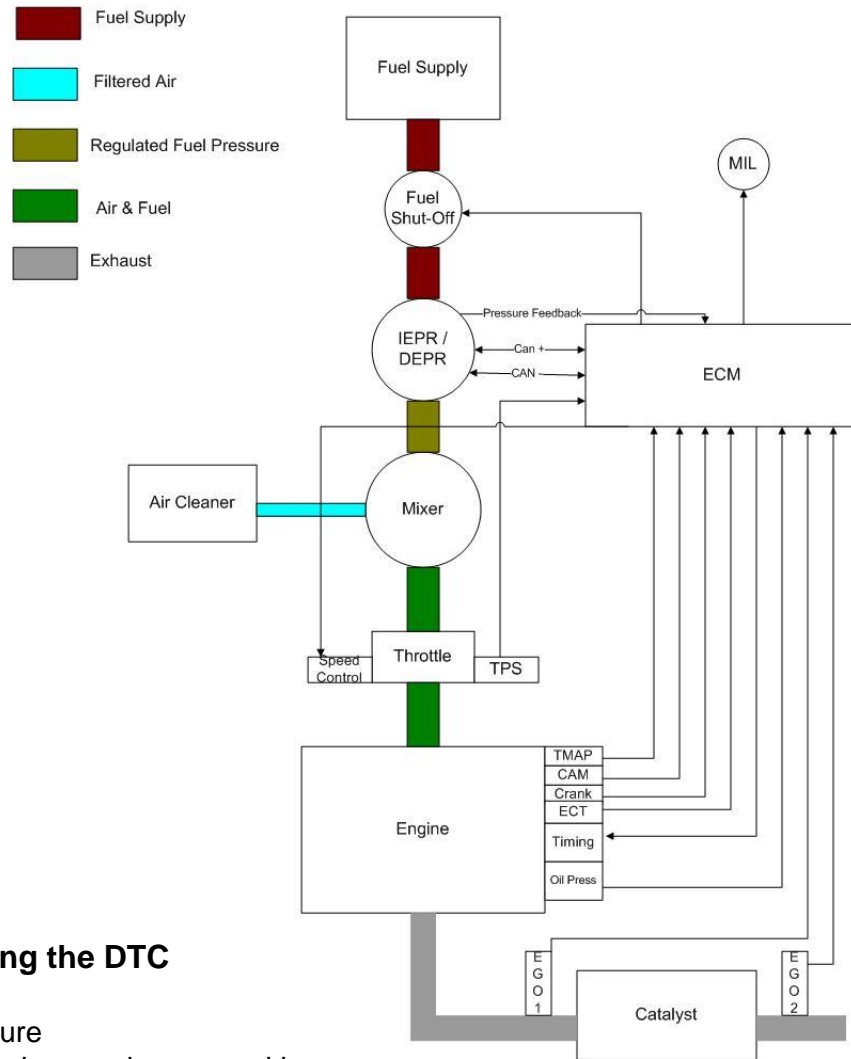 Fuel Supply
Filtered Air
Regulated Fuel Pressure
Air & Fuel
Exhaust
Fuel Supply
MIL
Fuel
Shut-Off
Pressure Feedback
IEPR /
DEPR
Can +
CAN -
ECM
Air Cleaner
Mixer
Speed
Control
Throttle
TPS
TMAP
CAM
Crank
ECT
Engine
Timing
Oil Press
ing the DTC
E
G
O
1
E
G
O
2
Catalyst
ure